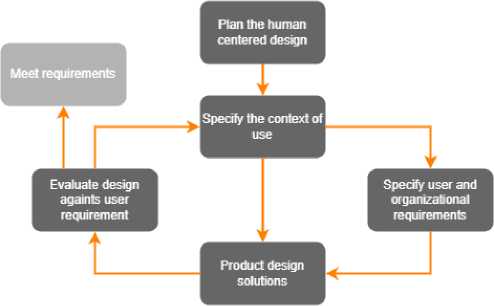 Plan the human
centered design
Meet requirements
Specify the context of
use
Evaluate design
againts user
requirement
Specify user and
organizational
requirements
Product design
solutions